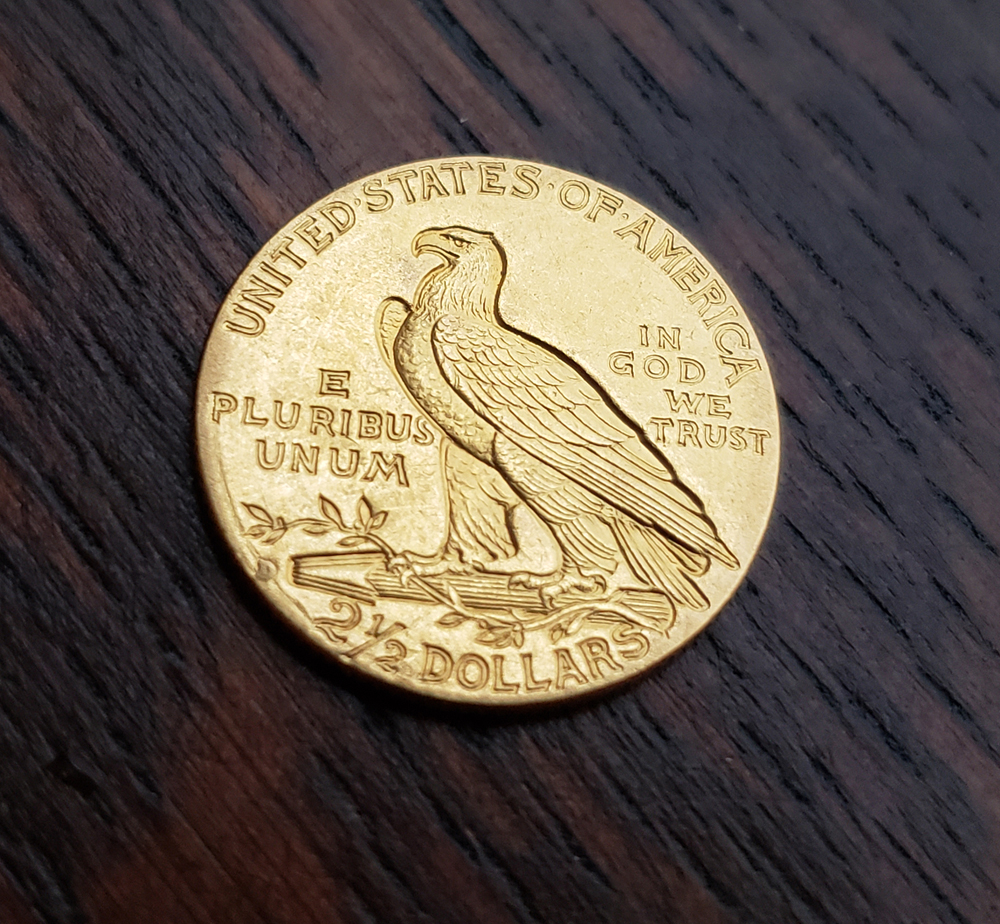 UNITED·STATES·OF·AMERICA
E
PLURIBUS
UNUM
IN
GOD
WE
TRUST
2½ DOLLARS